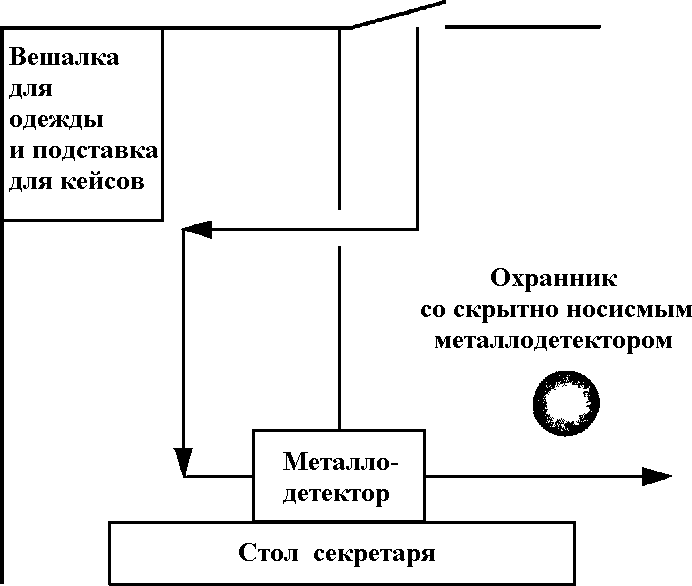 Вешалка
для
одежды
и подставка
для кейсов
Охранник
со скрытно носисмым
металлодетектором
Металло-
детектор
Стол секретаря